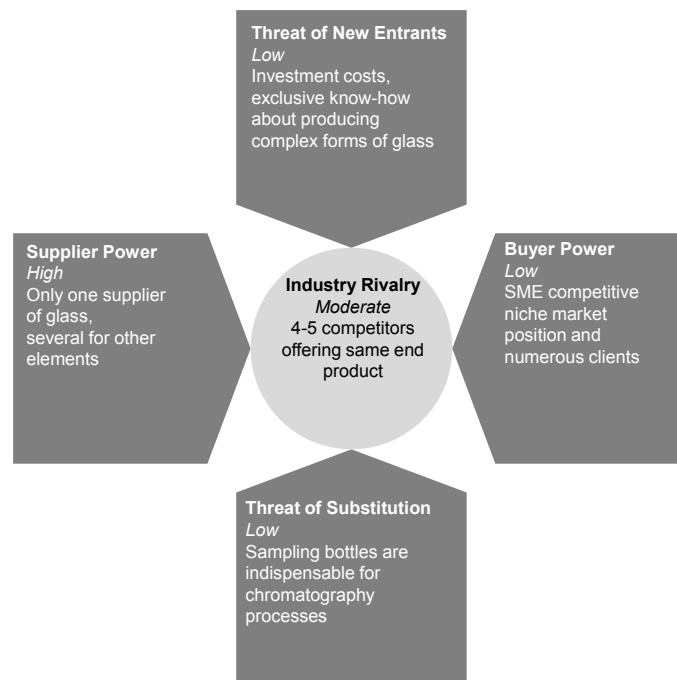 Threat of New Entrants
Low
Investment costs,
exclusive know-how
about producing
complex forms of glass
Supplier Power
High
Only one supplier
of glass,
several for other
elements
Industry Rivalry
Moderate
4-5 competitors
offering same end
product
Buyer Power
Low
SME competitive
niche market
position and
numerous clients
Threat of Substitution
Low
Sampling bottles are
indispensable for
chromatography
processes